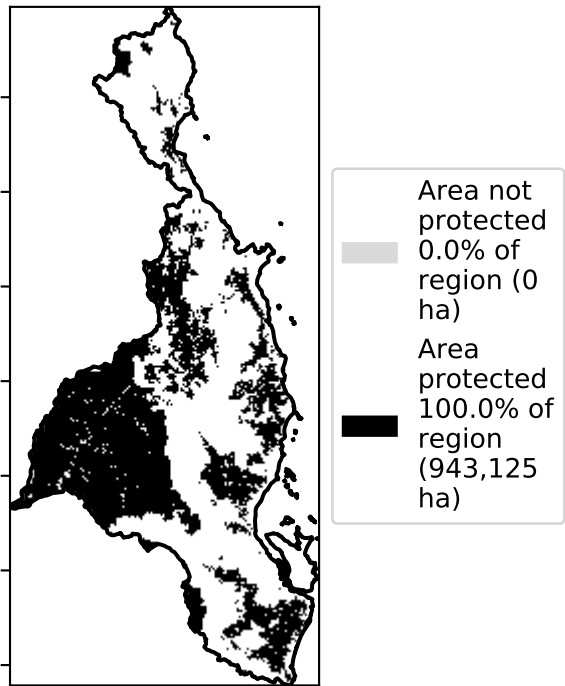 Area not
protected
0.0% of
region (0
ha)
Area
protected
100.0% of
region
(943,125
ha)